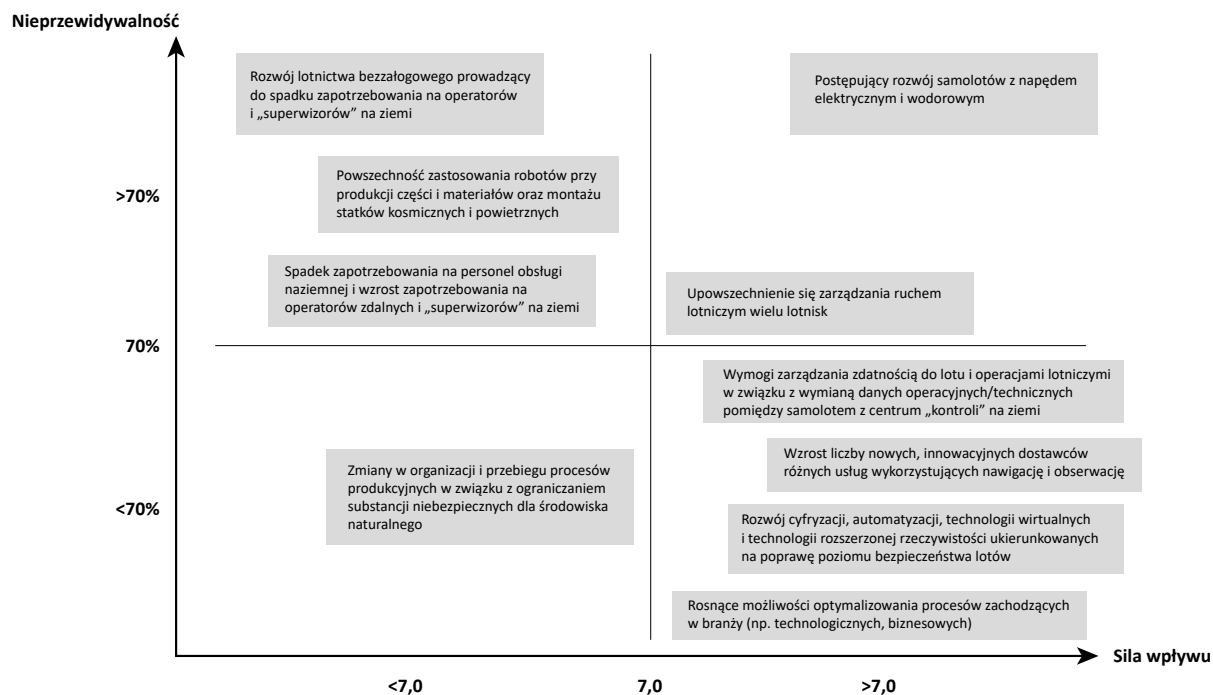 Nieprzewidywalność
Rozwój lotnictwa bezzałogowego prowadzący
do spadku zapotrzebowania na operatorów
i „superwizorów” na ziemi
Postępujący rozwój samolotów z napędem
elektrycznym i wodorowym
>70%
Powszechność zastosowania robotów przy
produkcji części i materiałów oraz montażu
statków kosmicznych i powietrznych
Spadek zapotrzebowania na personel obsługi
naziemnej i wzrost zapotrzebowania na
operatorów zdalnych i „superwizorów” na ziemi
Upowszechnienie się zarządzania ruchem
lotniczym wielu lotnisk
70%
Wymogi zarządzania zdatnością do lotu i operacjami lotniczymi
w związku z wymianą danych operacyjnych/technicznych
pomiędzy samolotem z centrum „kontroli” na ziemi
Wzrost liczby nowych, innowacyjnych dostawców
różnych usług wykorzystujących nawigację i obserwację
<70%
Zmiany w organizacji i przebiegu procesów
produkcyjnych w związku z ograniczaniem
substancji niebezpiecznych dla środowiska
naturalnego
Rozwój cyfryzacji, automatyzacji, technologii wirtualnych
i technologii rozszerzonej rzeczywistości ukierunkowanych
na poprawę poziomu bezpieczeństwa lotów
Rosnące możliwości optymalizowania procesów zachodzących
w branży (np. technologicznych, biznesowych)
Sila wpływu
<7,0
7,0
>7,0